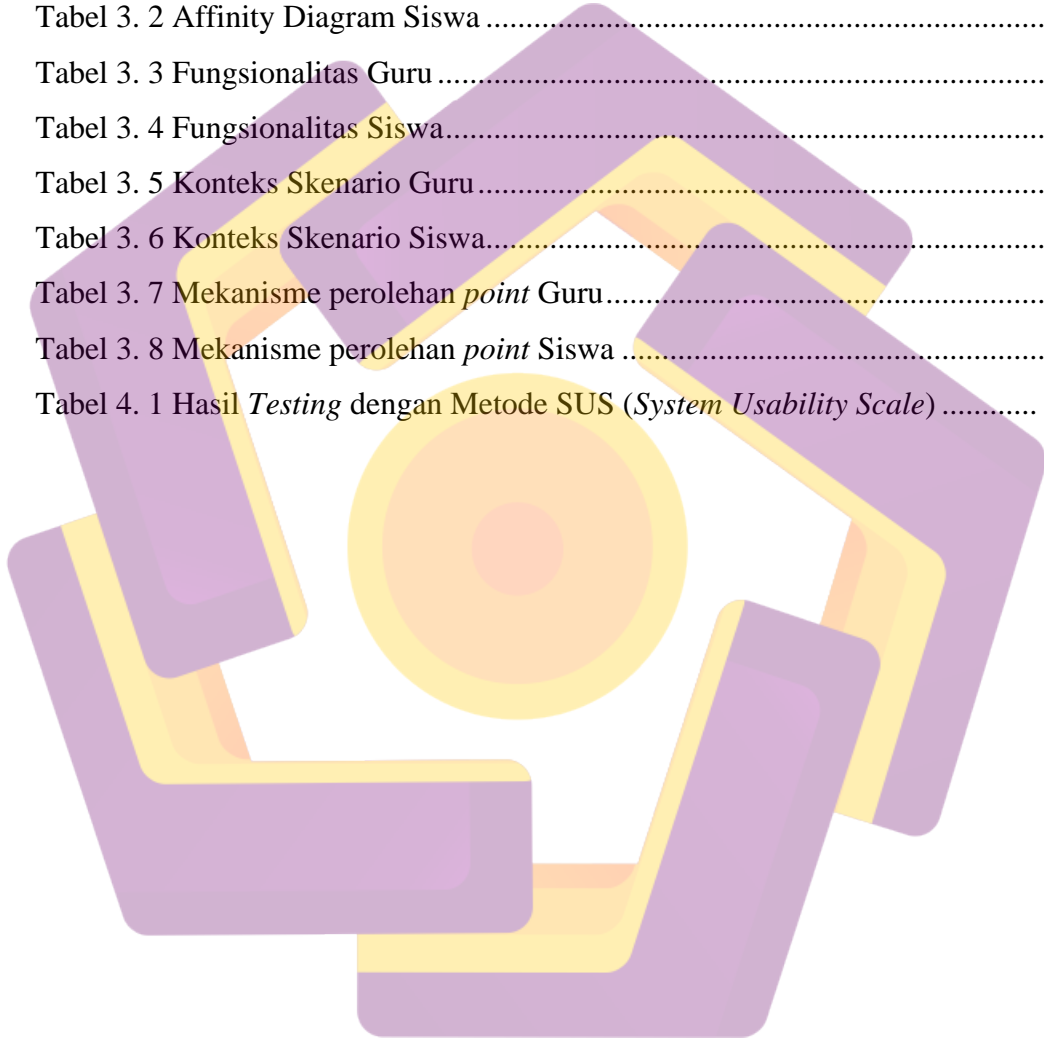 Tabel 3. 2 Affinity Diagram Siswa ....................................................................
Tabel 3. 3 Fungsionalitas Guru ..........................................................................
Tabel 3. 4 Fungsionalitas Siswa..........................................................................
Tabel 3. 5 Konteks Skenario Guru ......................................................................
Tabel 3. 6 Konteks Skenario Siswa.....................................................................
Tabel 3. 7 Mekanisme perolehan point Guru .....................................................
Tabel 3. 8 Mekanisme perolehan point Siswa ...................................................
Tabel 4. 1 Hasil Testing dengan Metode SUS (System Usability Scale) ............